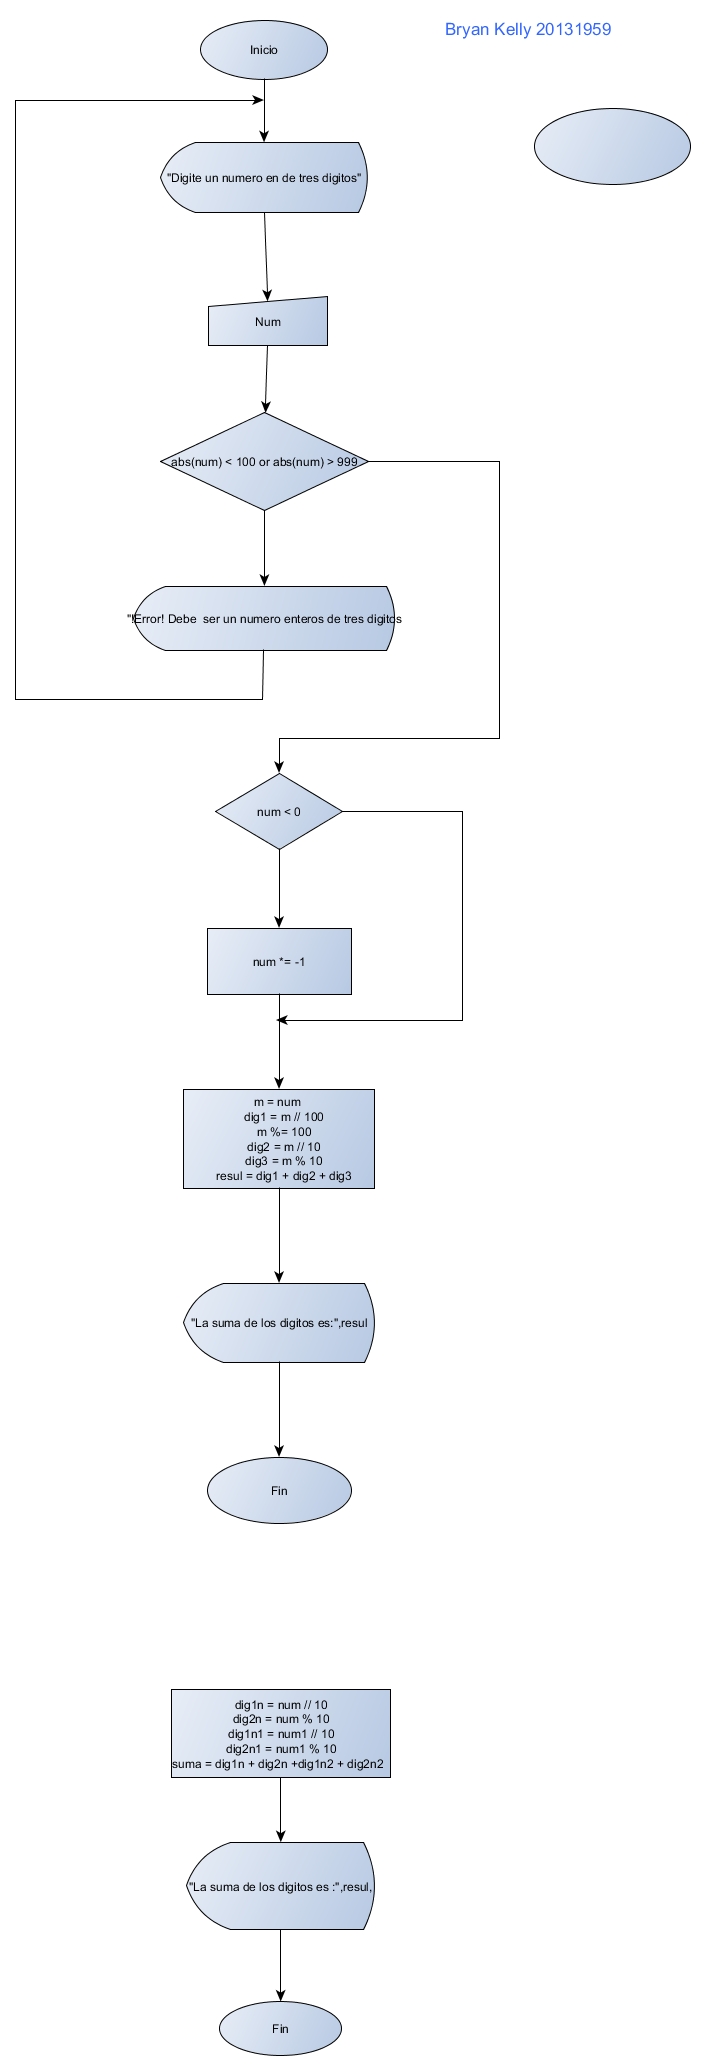 Bryan Kelly 20131959
Inicio
"Digite un numero en de tres digitos"
Num
abs(num) < 100 or abs(num) > 999
"!Error! Debe  ser un numero enteros de tres digitos
num < 0
num *= -1
m = num
dig1 = m // 100
m %= 100
dig2 = m // 10
dig3 = m % 10
resul = dig1 + dig2 + dig3
"La suma de los digitos es:",resul
Fin
dig1n = num // 10
dig2n = num % 10
dig1n1 = num1 // 10
dig2n1 = num1 % 10
suma = dig1n + dig2n +dig1n2 + dig2n2
"La suma de los digitos es :",resul,
Fin